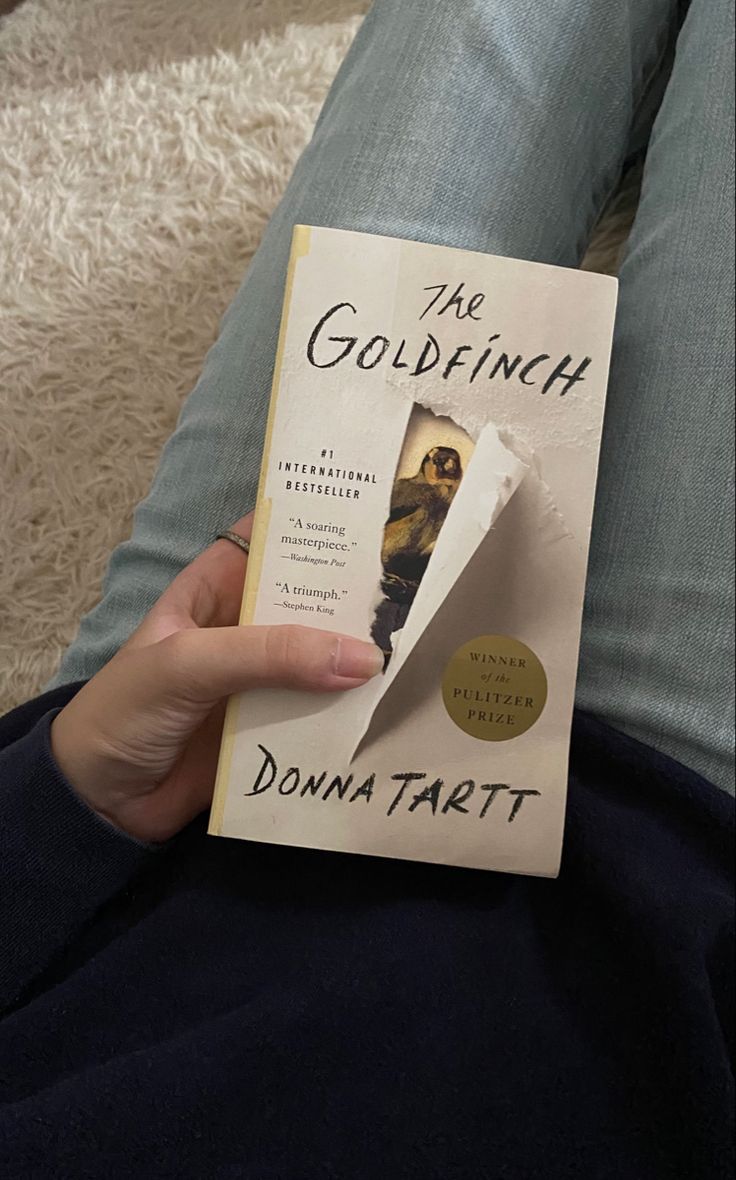 The
GOLDFINCH
#1
INTERNATIONAL
BESTSELLER
“A soaring
masterpiece.”
—Washington Post
“A triumph.”
—Stephen King
WINNER
of the
PULITZER
PRIZE
DONNA TARTT